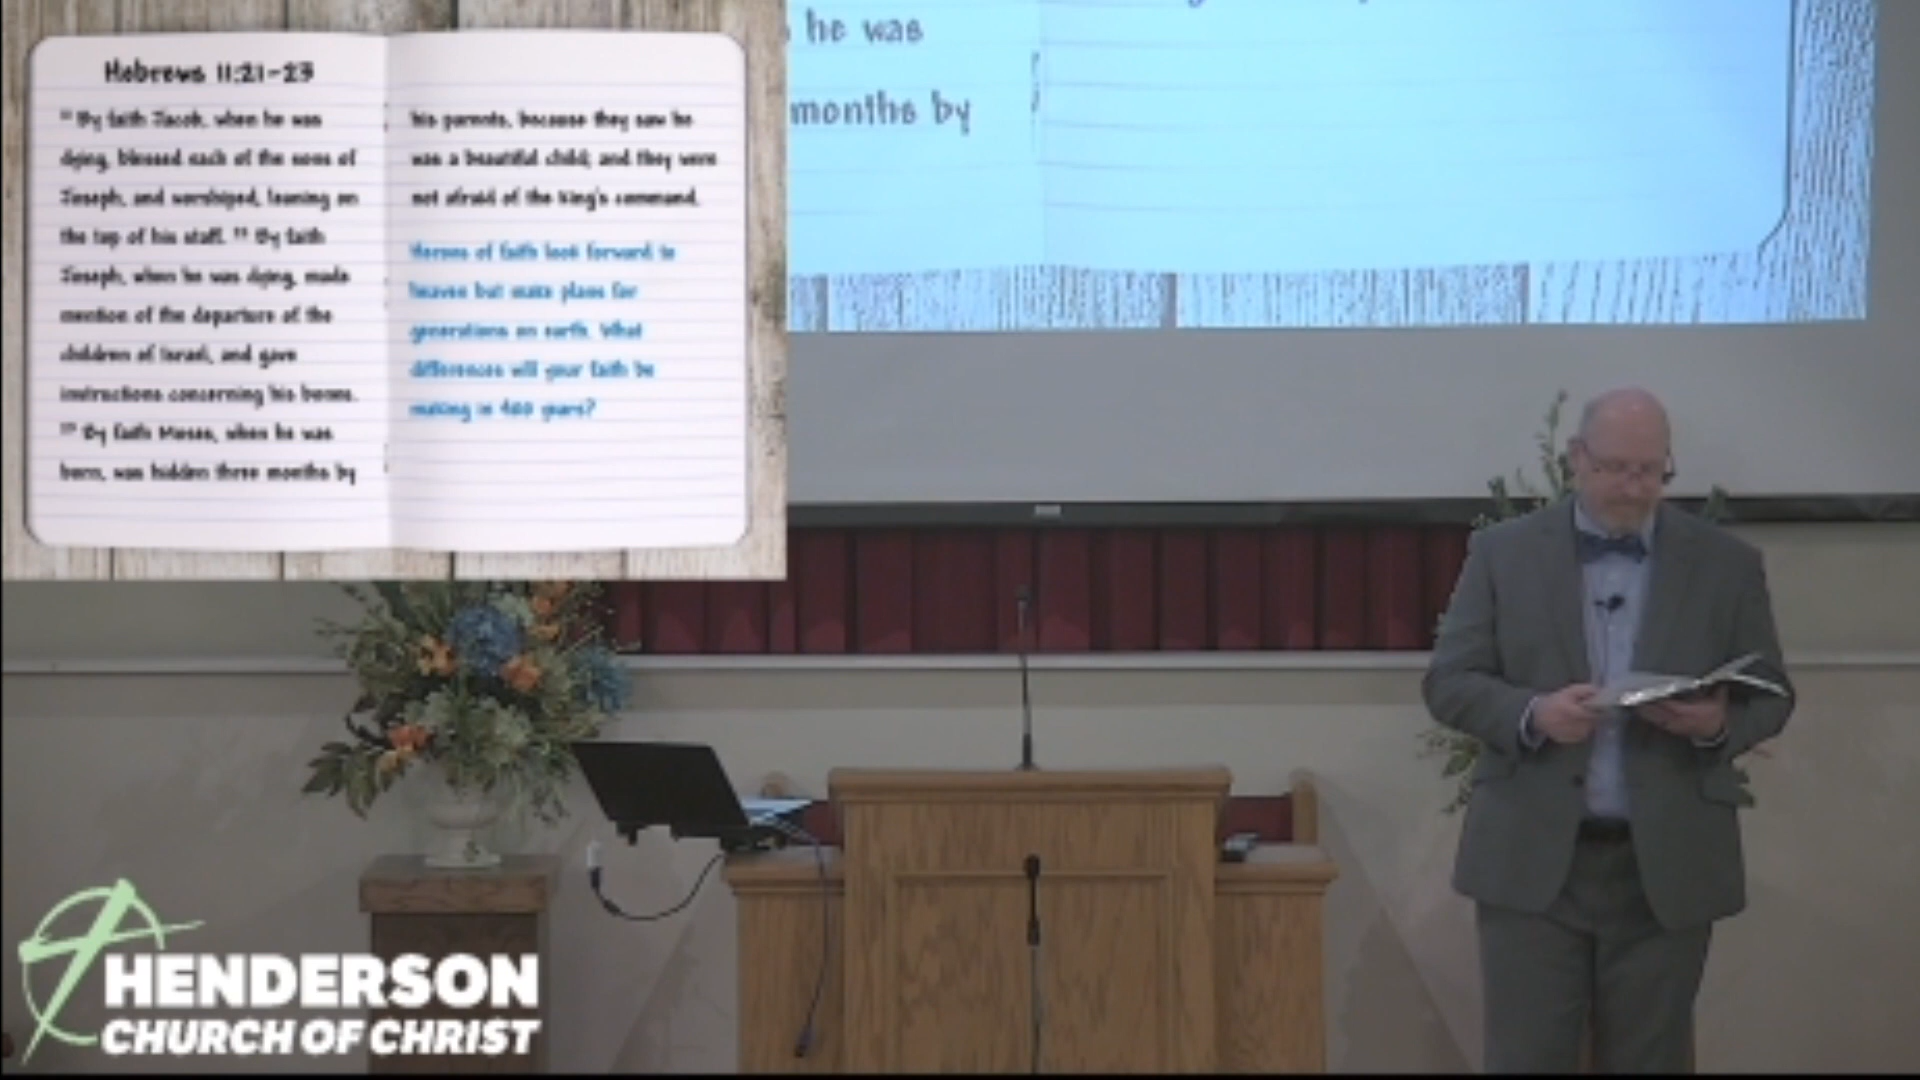 Hebrews 11:21-23
21 By faith Jacob, when he was
dying, blessed each of the sons of
Joseph, and worshiped, leaning on
the top of his staff. 22 By faith
Joseph, when he was dying, made
mention of the departure of the
children of Israel, and gave
instructions concerning his bones.
23 By faith Moses, when he was
born, was hidden three months by
his parents, because they saw he
was a beautiful child; and they were
not afraid of the king's command.
Heroes of faith look forward to
heaven but make plans for
generations on earth. What
differences will your faith be
making in 400 years?
he was
months by
HENDERSON
CHURCH OF CHRIST